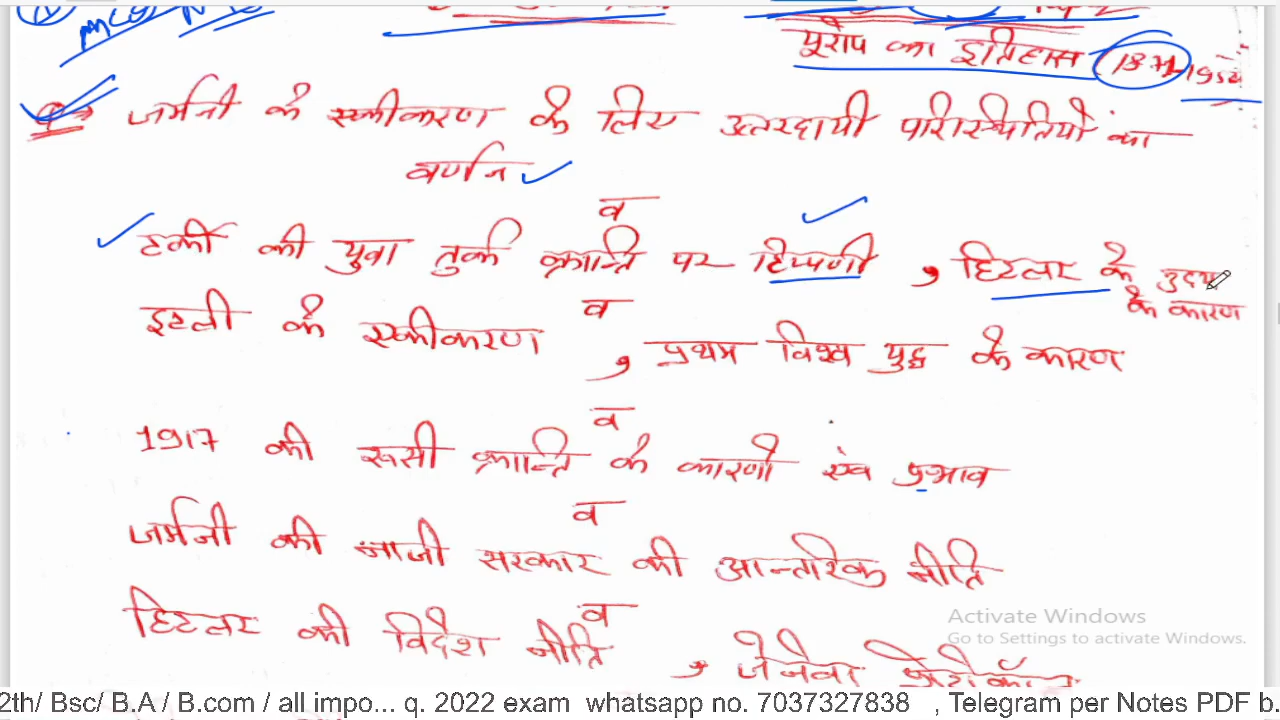 यूरोप का इतिहास (1871-1952
जर्मनी के एकीकरण के लिए उत्तरदायी परिस्थितियों का
वर्णन
व
टर्की की युवा तुर्क क्रान्ति पर टिप्पणी , हिटलर के उदय
के कारण
व
इटली के एकीकरण , प्रथम विश्व युद्ध के कारण
व
1917 की रूसी क्रान्ति के कारणों एंव प्रभाव
व
जर्मनी की नाजी सरकार की आन्तरिक नीति
व
हिटलर की विदेश नीति , जेनेवा
Activate Windows
Go to Settings to activate Windows.
2th/ Bsc/ B.A / B.com / all impo... q. 2022 exam whatsapp no. 7037327838 , Telegram per Notes PDF b.